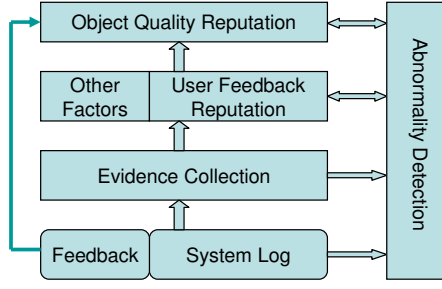 Object Quality Reputation
Other
Factors
User Feedback
Reputation
Evidence Collection
Feedback
System Log
Abnormality Detection